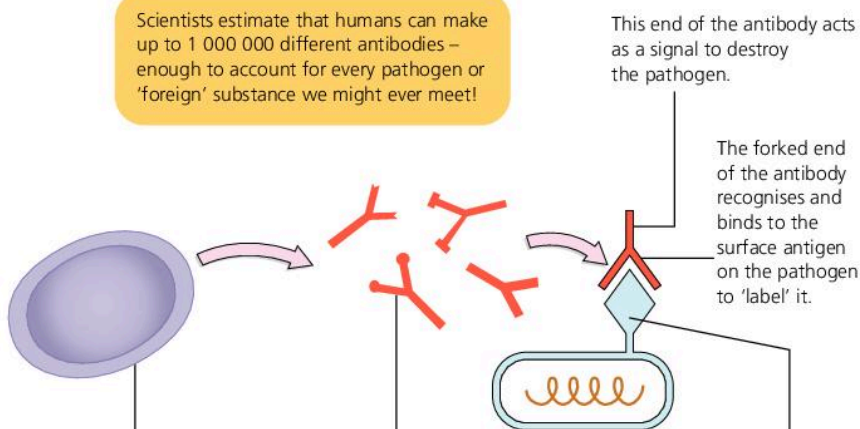 Scientists estimate that humans can make
up to 1 000 000 different antibodies –
enough to account for every pathogen or
‘foreign’ substance we might ever meet!
This end of the antibody acts
as a signal to destroy
the pathogen.
The forked end
of the antibody
recognises and
binds to the
surface antigen
on the pathogen
to ‘label’ it.